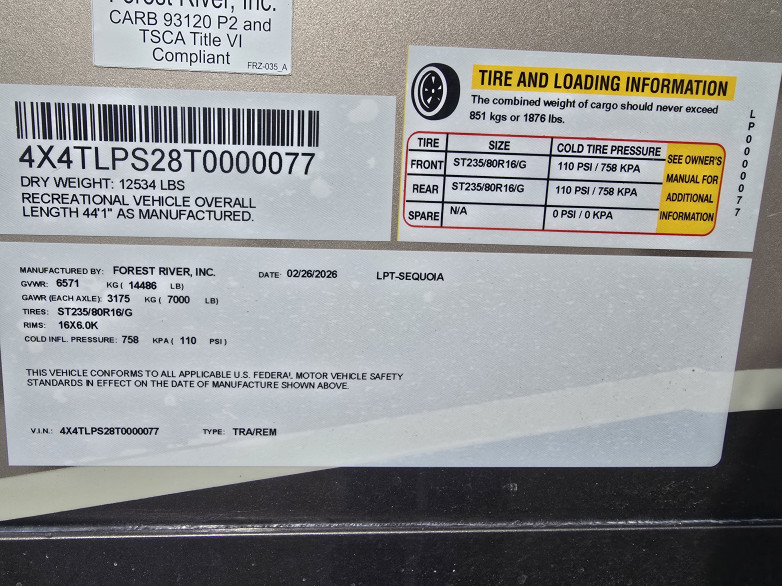 Forest River, Inc.
CARB 93120 P2 and
TSCA Title VI
Compliant
FRZ-035_A
4X4TLPS28T0000077
DRY WEIGHT: 12534 LBS
RECREATIONAL VEHICLE OVERALL
LENGTH 44'1" AS MANUFACTURED.
TIRE AND LOADING INFORMATION
The combined weight of cargo should never exceed
851 kgs or 1876 lbs.
TIRE SIZE COLD TIRE PRESSURE
FRONT ST235/80R16/G 110 PSI / 758 KPA
REAR ST235/80R16/G 110 PSI / 758 KPA
SPARE N/A 0 PSI / 0 KPA
SEE OWNER'S
MANUAL FOR
ADDITIONAL
INFORMATION
LP0000077
MANUFACTURED BY: FOREST RIVER, INC. DATE: 02/26/2026 LPT-SEQUOIA
GVWR: 6571 KG ( 14486 LB)
GAWR (EACH AXLE): 3175 KG ( 7000 LB)
TIRES: ST235/80R16/G
RIMS: 16X6.0K
COLD INFL. PRESSURE: 758 KPA ( 110 PSI )
THIS VEHICLE CONFORMS TO ALL APPLICABLE U.S. FEDERAL MOTOR VEHICLE SAFETY
STANDARDS IN EFFECT ON THE DATE OF MANUFACTURE SHOWN ABOVE.
V.I.N.: 4X4TLPS28T0000077 TYPE: TRA/REM